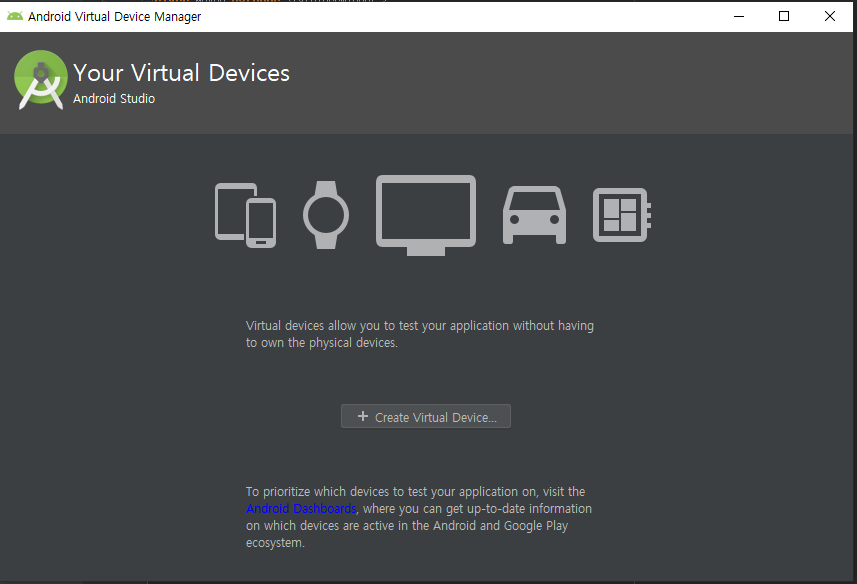 Android Virtual Device Manager
Your Virtual Devices
Android Studio
Virtual devices allow you to test your application without having
to own the physical devices.
+ Create Virtual Device...
To prioritize which devices to test your application on, visit the
Android Dashboards, where you can get up-to-date information
on which devices are active in the Android and Google Play
ecosystem.